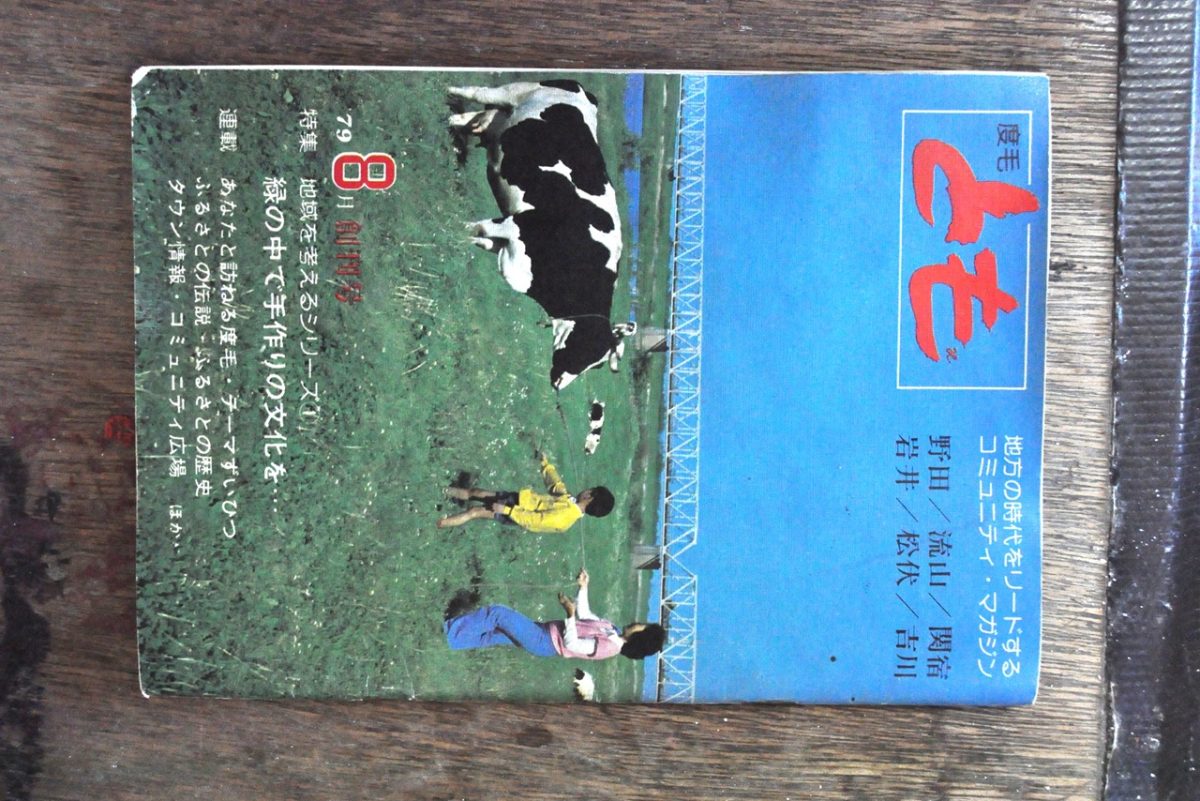 度毛
とも
地方の時代をリードする
コミュニティ・マガジン
野田／流山／関宿
岩井／松伏／吉川
79 8月 創刊号
特集 地域を考えるシリーズ①
緑の中で手作りの文化を…
連載 あなたと訪ねる度毛・テーマずいひつ
ふるさとの伝説・ふるさとの歴史
タウン情報・コミュニティ広場 ほか